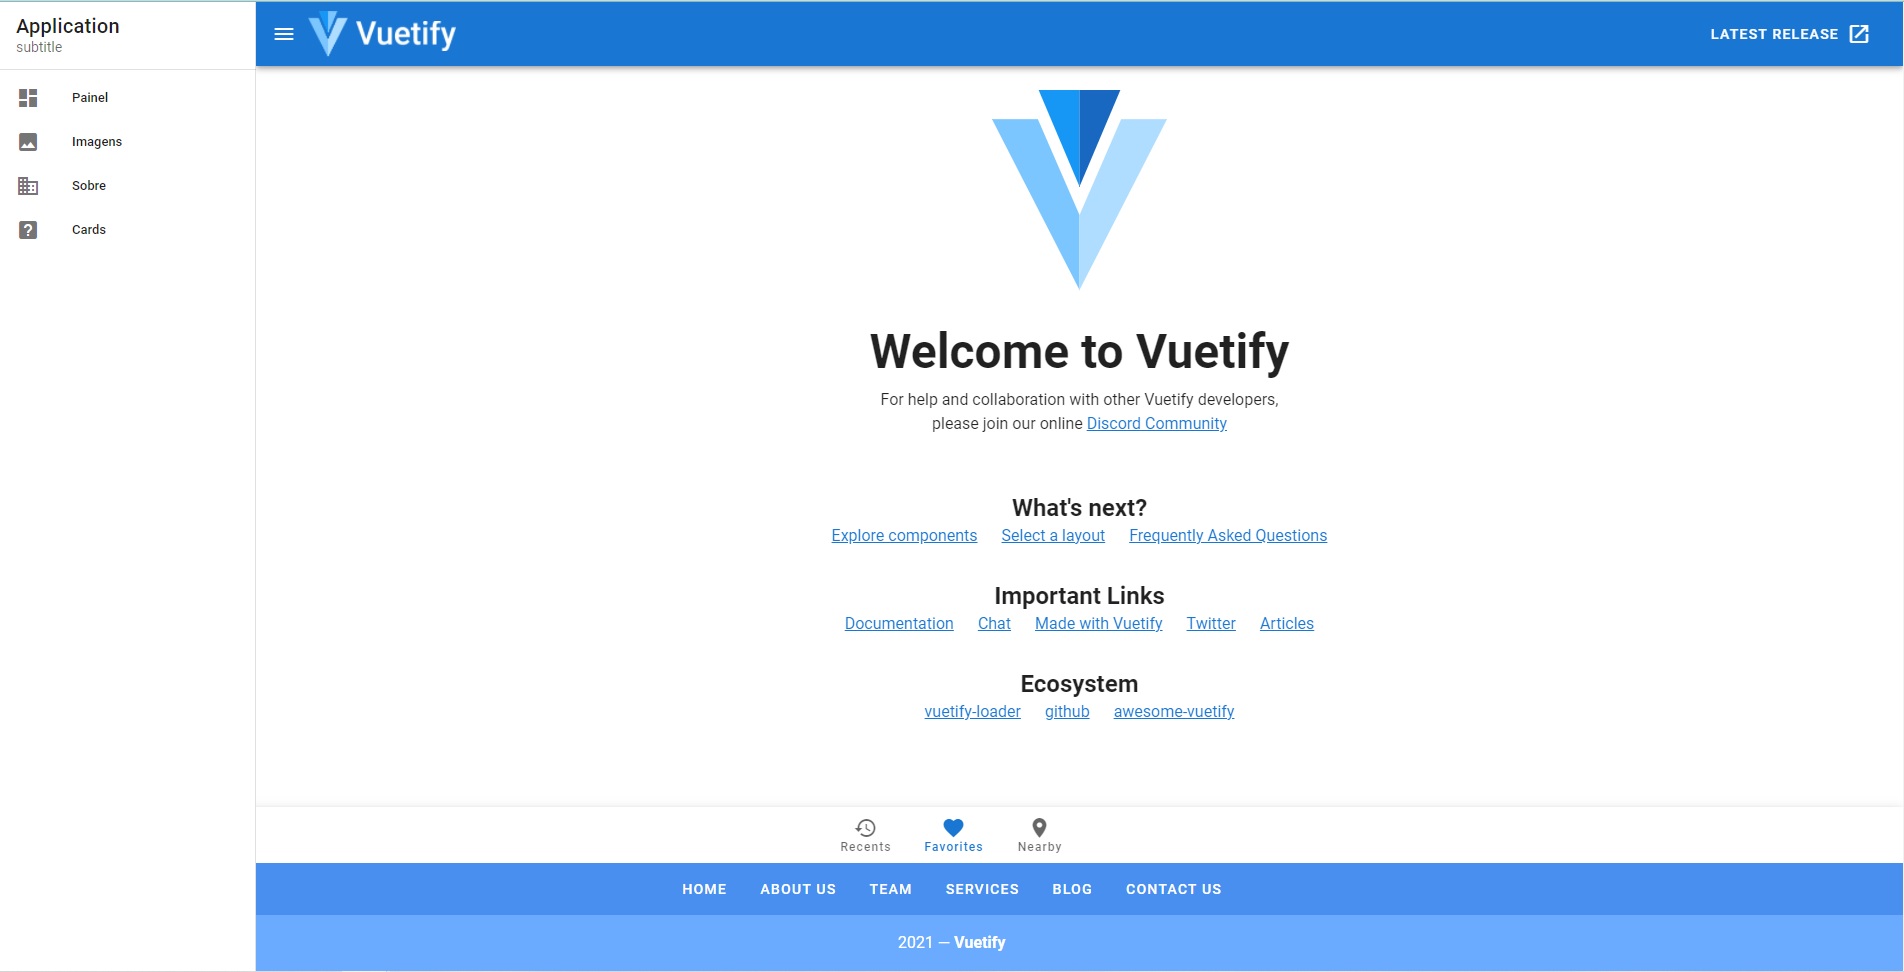 Application
subtitle
Painel
Imagens
Sobre
Cards
Vuetify
LATEST RELEASE
Welcome to Vuetify
For help and collaboration with other Vuetify developers,
please join our online Discord Community
What's next?
Explore components Select a layout Frequently Asked Questions
Important Links
Documentation Chat Made with Vuetify Twitter Articles
Ecosystem
vuetify-loader github awesome-vuetify
Recents Favorites Nearby
HOME ABOUT US TEAM SERVICES BLOG CONTACT US
2021 — Vuetify